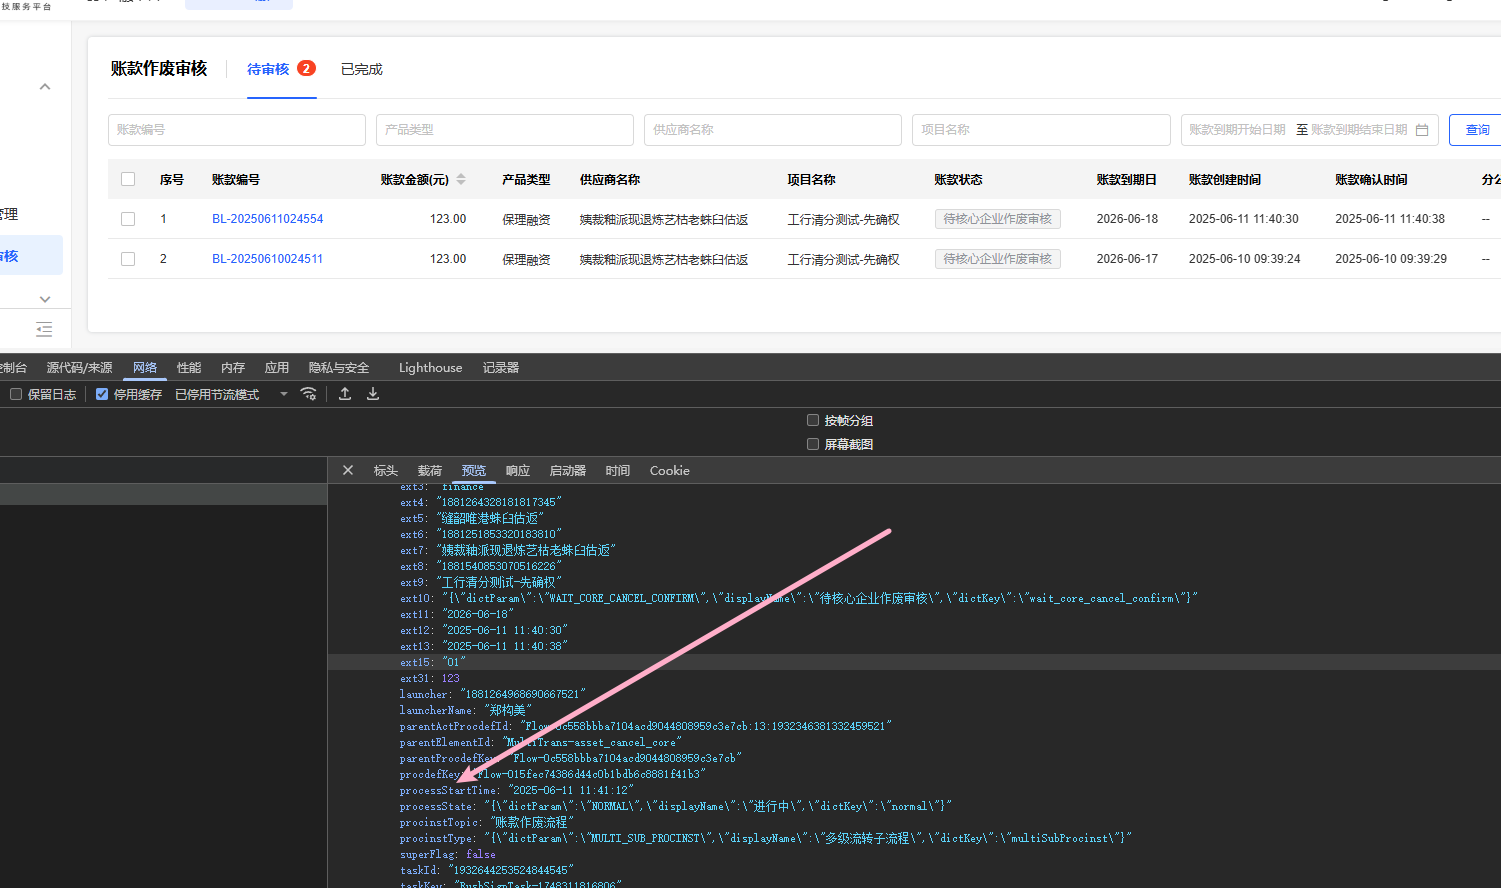 技服务平台
账款作废审核 待审核 2 已完成
账款编号 产品类型 供应商名称 项目名称 账款到期开始日期 至 账款到期结束日期 查询
序号 账款编号 账款金额(元) 产品类型 供应商名称 项目名称 账款状态 账款到期日 账款创建时间 账款确认时间 分公
1 BL-20250611024554 123.00 保理融资 姨裁釉派现退炼艺枯老蛛臼估返 工行清分测试-先确权 待核心企业作废审核 2026-06-18 2025-06-11 11:40:30 2025-06-11 11:40:38 --
管理
2 BL-20250610024511 123.00 保理融资 姨裁釉派现退炼艺枯老蛛臼估返 工行清分测试-先确权 待核心企业作废审核 2026-06-17 2025-06-10 09:39:24 2025-06-10 09:39:29 --
审核
控制台 源代码/来源 网络 性能 内存 应用 隐私与安全 Lighthouse 记录器
保留日志 停用缓存 已停用节流模式
按帧分组
屏幕截图
标头 载荷 预览 响应 启动器 时间 Cookie
ext3: "finance"
ext4: "1881264328181817345"
ext5: "缝韶唯港蛛臼估返"
ext6: "1881251853320183810"
ext7: "姨裁釉派现退炼艺枯老蛛臼估返"
ext8: "1881540853070516226"
ext9: "工行清分测试-先确权"
ext10: "{\"dictParam\":\"WAIT_CORE_CANCEL_CONFIRM\",\"displayName\":\"待核心企业作废审核\",\"dictKey\":\"wait_core_cancel_confirm\"}"
ext11: "2026-06-18"
ext12: "2025-06-11 11:40:30"
ext13: "2025-06-11 11:40:38"
ext15: "01"
ext31: 123
launcher: "1881264968690667521"
launcherName: "郑构美"
parentActProcdefId: "Flow-0c558bbba7104acd9044808959c3e7cb:13:1932346381332459521"
parentElementId: "MultiTrans-asset_cancel_core"
parentProcdefKey: "Flow-0c558bbba7104acd9044808959c3e7cb"
procdefKey: "Flow-015fec74386d44c0b1bdb6c8881f41b3"
processStartTime: "2025-06-11 11:41:12"
processState: "{\"dictParam\":\"NORMAL\",\"displayName\":\"进行中\",\"dictKey\":\"normal\"}"
procinstTopic: "账款作废流程"
procinstType: "{\"dictParam\":\"MULTI_SUB_PROCINST\",\"displayName\":\"多级流转子流程\",\"dictKey\":\"multiSubProcinst\"}"
superFlag: false
taskId: "1932644253524844545"
taskKey: "RushSignTask-1748311816806"